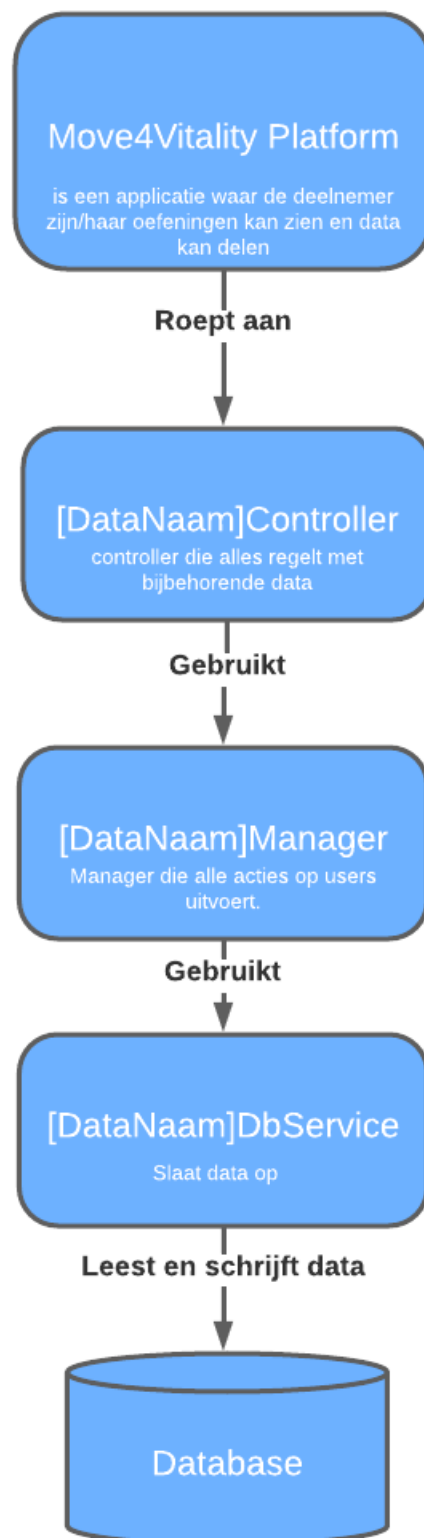 Move4Vitality Platform
is een applicatie waar de deelnemer
zijn/haar oefeningen kan zien en data
kan delen
Roept aan
[DataNaam]Controller
controller die alles regelt met
bijbehorende data
Gebruikt
[DataNaam]Manager
Manager die alle acties op users
uitvoert.
Gebruikt
[DataNaam]DbService
Slaat data op
Leest en schrijft data
Database